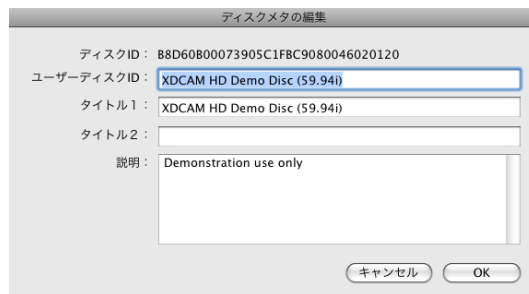 ディスクメタの編集
ディスクID： B8D60B00073905C1FBC9080046020120
ユーザーディスクID： XDCAM HD Demo Disc (59.94i)
タイトル１： XDCAM HD Demo Disc (59.94i)
タイトル２：
説明： Demonstration use only
キャンセル OK